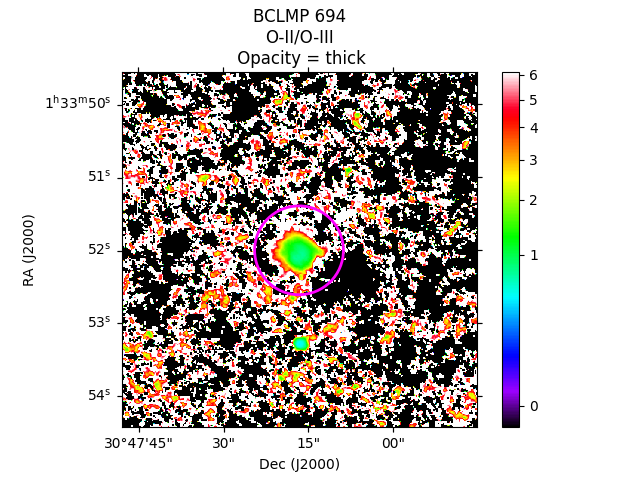 BCLMP 694
O-II/O-III
Opacity = thick
1ʰ33ᵐ50ˢ
51ˢ
52ˢ
53ˢ
54ˢ
RA (J2000)
30°47'45" 30" 15" 00"
Dec (J2000)
6
5
4
3
2
1
0